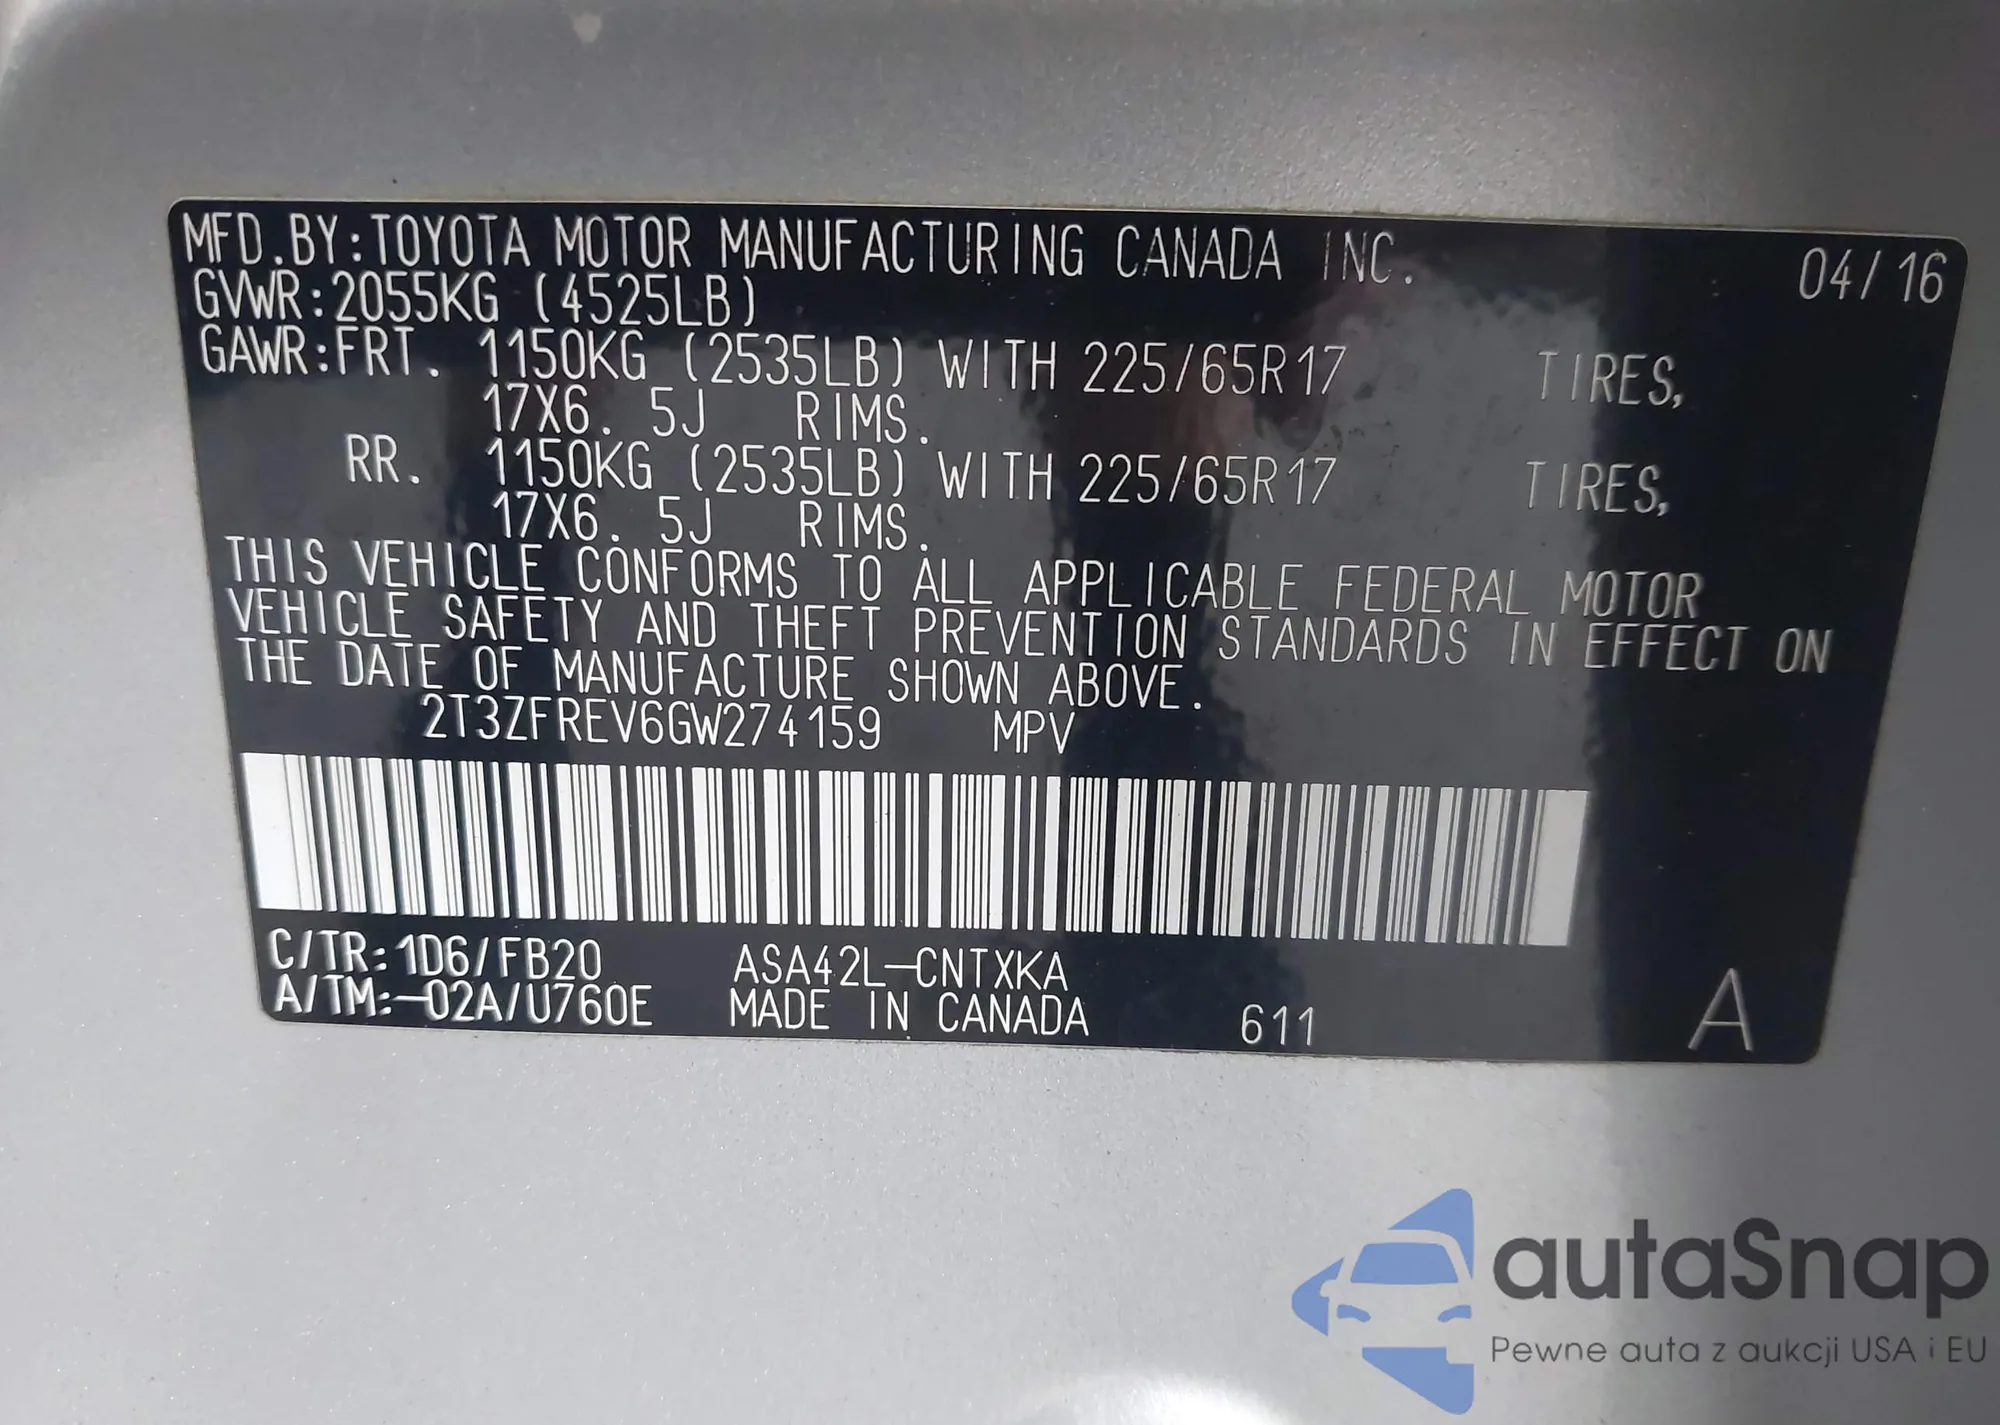 MFD.BY:TOYOTA MOTOR MANUFACTURING CANADA INC. 04/16
GVWR:2055KG (4525LB)
GAWR:FRT. 1150KG (2535LB) WITH 225/65R17 TIRES,
17X6.5J RIMS.
RR. 1150KG (2535LB) WITH 225/65R17 TIRES,
17X6.5J RIMS.
THIS VEHICLE CONFORMS TO ALL APPLICABLE FEDERAL MOTOR
VEHICLE SAFETY AND THEFT PREVENTION STANDARDS IN EFFECT ON
THE DATE OF MANUFACTURE SHOWN ABOVE.
2T3ZFREV6GW274159 MPV
C/TR:1D6/FB20 ASA42L-CNTXKA
A/TM:-02A/U760E MADE IN CANADA 611 A
autaSnap
Pewne auta z aukcji USA i EU